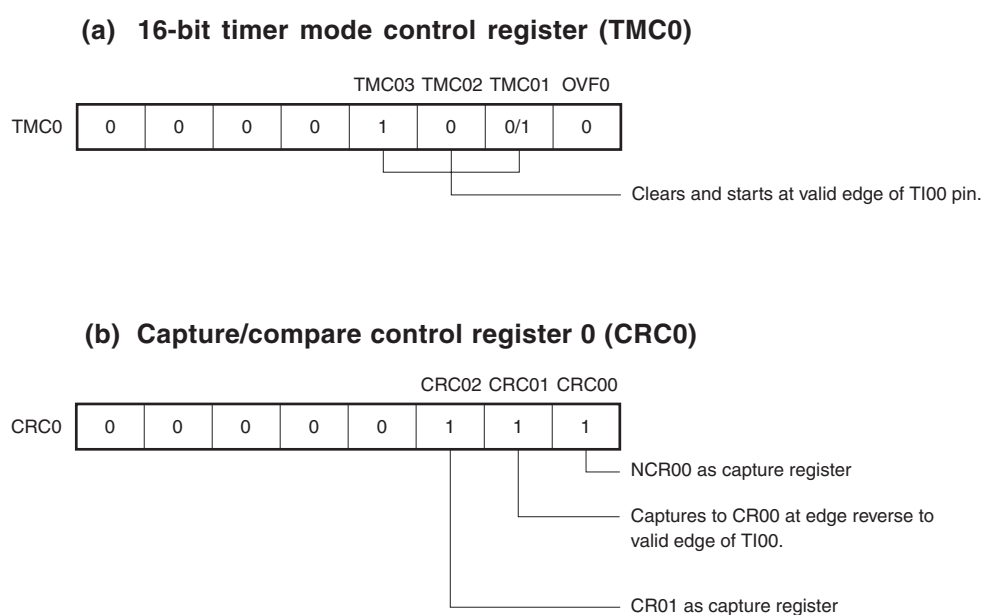 (a) 16-bit timer mode control register (TMC0)
TMC03 TMC02 TMC01 OVF0
TMC0 0 0 0 0 1 0 0/1 0
Clears and starts at valid edge of TI00 pin.
(b) Capture/compare control register 0 (CRC0)
CRC02 CRC01 CRC00
CRC0 0 0 0 0 0 1 1 1
NCR00 as capture register
Captures to CR00 at edge reverse to
valid edge of TI00.
CR01 as capture register